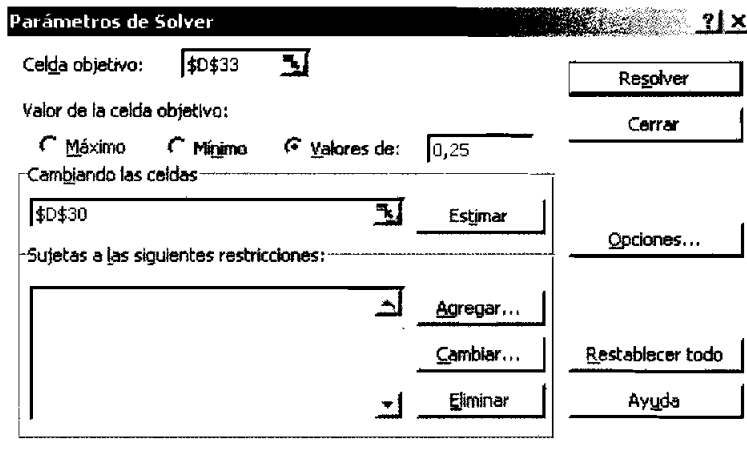 Parámetros de Solver
Celda objetivo: $D$33
Resolver
Valor de la celda objetivo:
Cerrar
Máximo Mínimo Valores de: 0,25
Cambiando las celdas
$D$30 Estimar
Opciones...
Sujetas a las siguientes restricciones:
Agregar...
Cambiar... Restablecer todo
Eliminar Ayuda